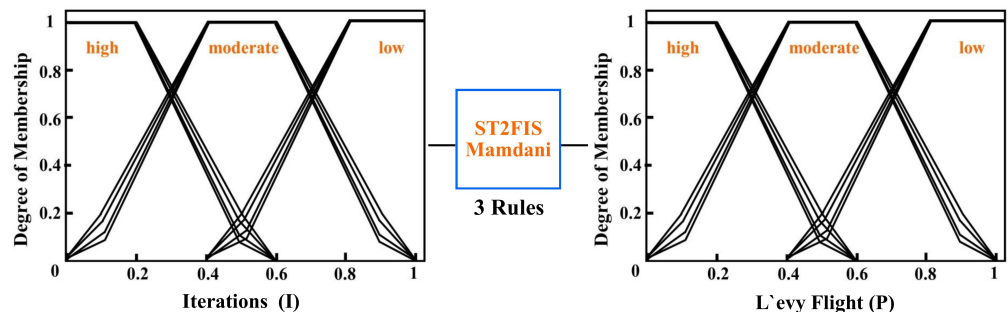 1
0.8
0.6
0.4
0.2
0
0.2
0.4
0.6
0.8
1
high
moderate
low
Degree of Membership
Iterations (I)
ST2FIS
Mamdani
3 Rules
1
0.8
0.6
0.4
0.2
0
0.2
0.4
0.6
0.8
1
high
moderate
low
Degree of Membership
L`evy Flight (P)